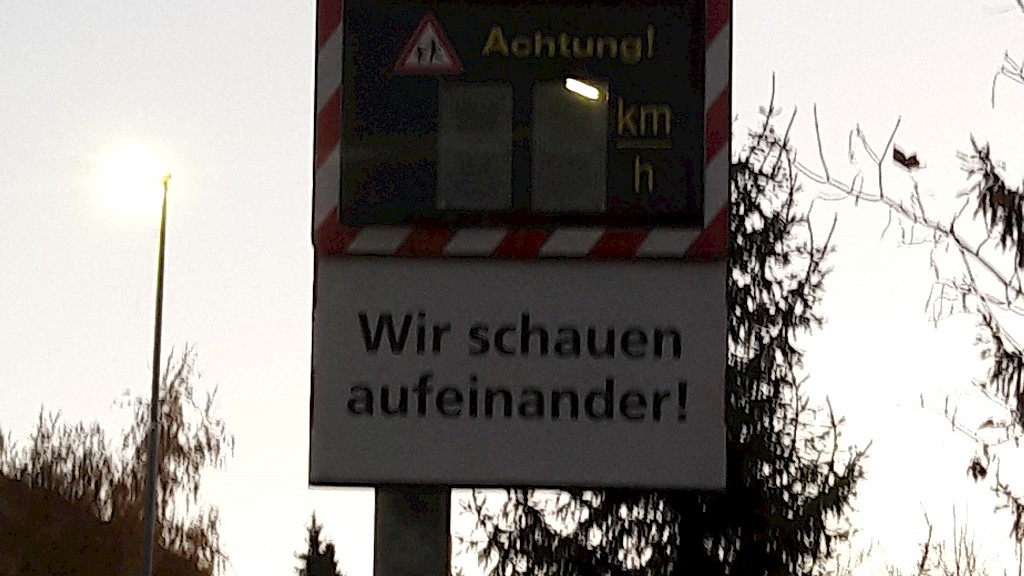 Achtung!
km
h
Wir schauen
aufeinander!